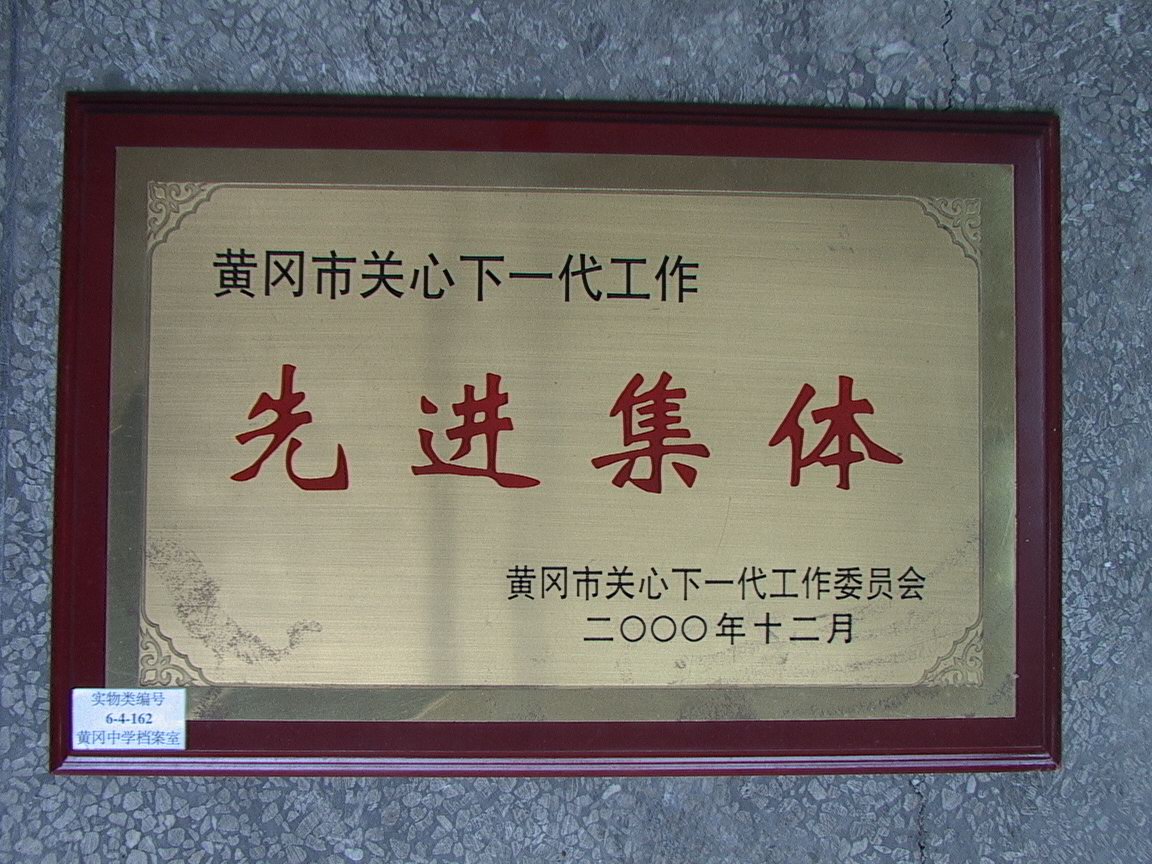 黄冈市关心下一代工作
先进集体
黄冈市关心下一代工作委员会
二〇〇〇年十二月
实物类编号
6-4-162
黄冈中学档案室